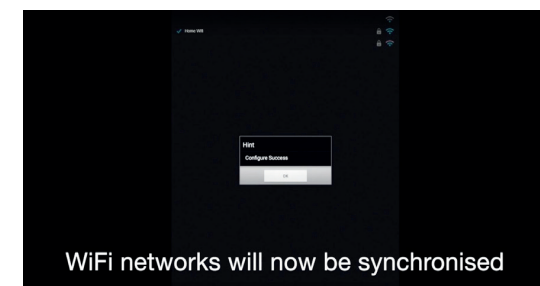 Home Wifi
Hint
Configure Success
OK
WiFi networks will now be synchronised